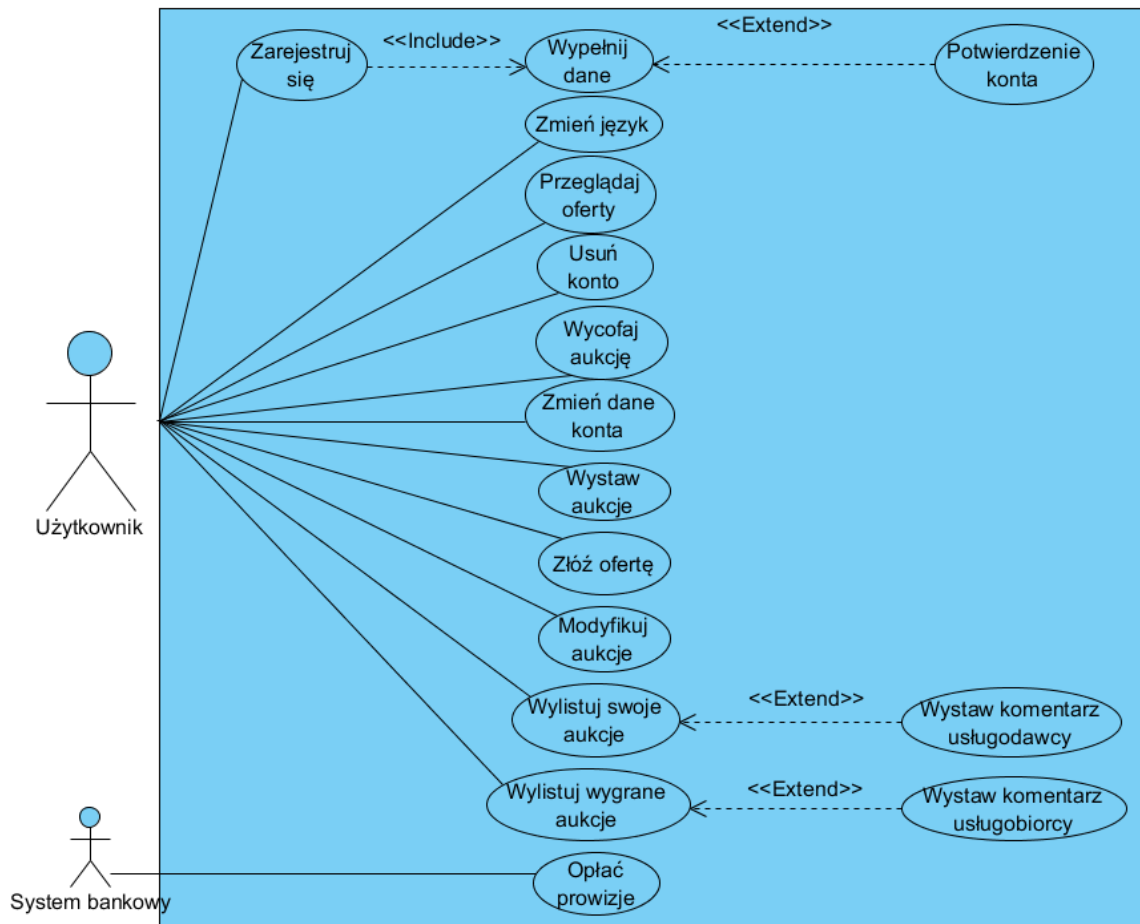 Zarejestruj
się
<<Include>>
Wypełnij
dane
<<Extend>>
Potwierdzenie
konta
Zmień język
Przeglądaj
oferty
Usuń
konto
Wycofaj
aukcję
Zmień dane
konta
Użytkownik
Wystaw
aukcje
Złóź ofertę
Modyfikuj
aukcje
Wylistuj swoje
aukcje
<<Extend>>
Wystaw komentarz
usługodawcy
Wylistuj wygrane
aukcje
<<Extend>>
Wystaw komentarz
usługobiorcy
System bankowy
Opłać
prowizje